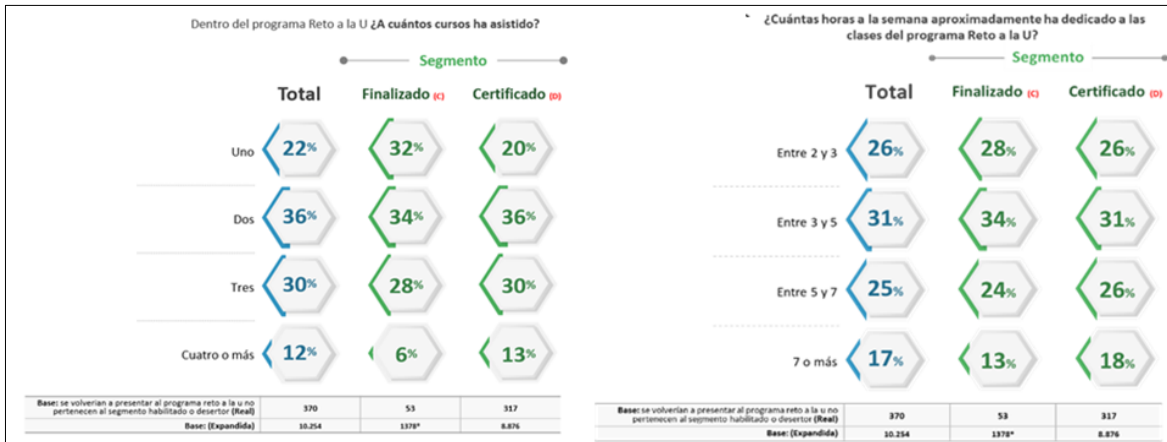 Dentro del programa Reto a la U ¿A cuántos cursos ha asistido?
Segmento
Total Finalizado (C) Certificado (D)
Uno 22% 32% 20%
Dos 36% 34% 36%
Tres 30% 28% 30%
Cuatro o más 12% 6% 13%
Base: se volverian a presentar al programa reto a la u no
pertenecen al segmento habilitado o desertor (Real) 370 53 317
Base: (Expandida) 10.254 1378* 8.876
¿Cuántas horas a la semana aproximadamente ha dedicado a las
clases del programa Reto a la U?
Segmento
Total Finalizado (C) Certificado (D)
Entre 2 y 3 26% 28% 26%
Entre 3 y 5 31% 34% 31%
Entre 5 y 7 25% 24% 26%
7 o más 17% 13% 18%
Base: se volverian a presentar al programa reto a la u no
pertenecen al segmento habilitado o desertor (Real) 370 53 317
Base: (Expandida) 10.254 1378* 8.876